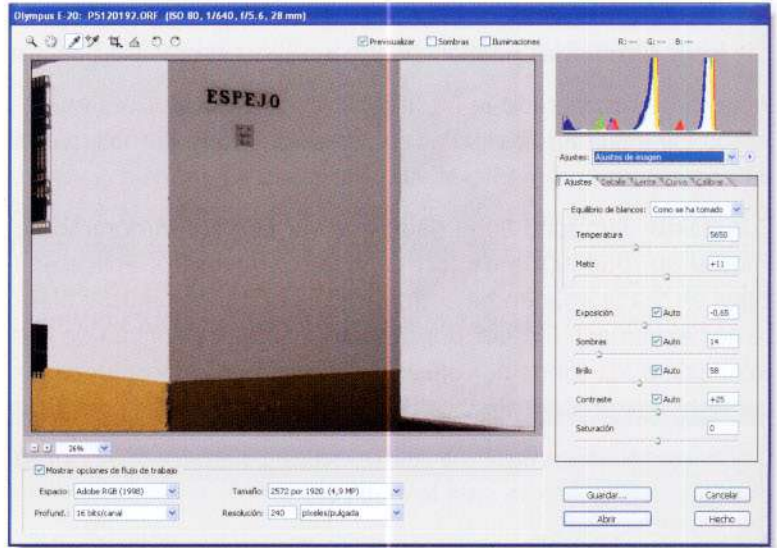 Olympus E-20: P5120192.ORF (ISO 80, 1/640, f/5.6, 28 mm)
Previsualizar Sombras Iluminaciones
R: --- G: --- B: ---
ESPEJO
Ajustes: Ajustes de imagen
Ajustes Detalle Lente Curva Calibrar
Equilibrio de blancos: Como se ha tomado
Temperatura 5650
Matiz +11
Exposición Auto -0,65
Sombras Auto 14
Brillo Auto 58
Contraste Auto +25
Saturación 0
26%
Mostrar opciones de flujo de trabajo
Espacio: Adobe RGB (1998) Tamaño: 2572 por 1920 (4,9 MP)
Profund.: 16 bits/canal Resolución: 240 píxeles/pulgada
Guardar... Cancelar
Abrir Hecho